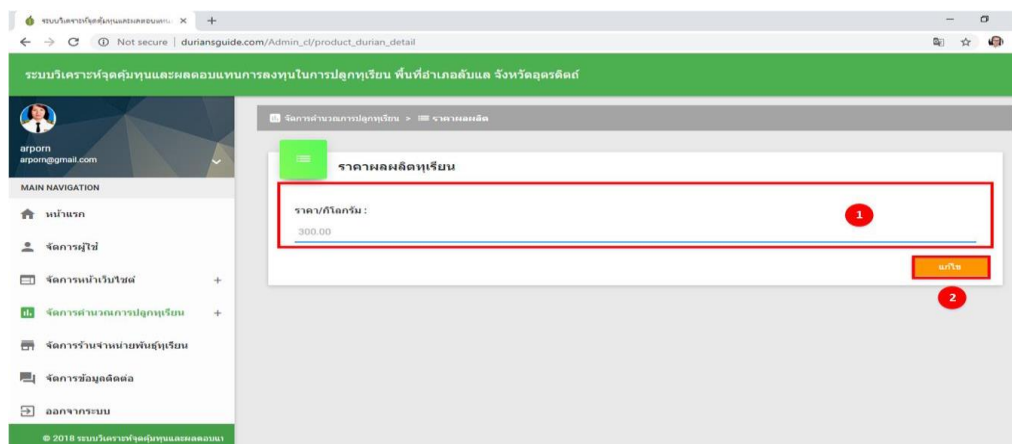 ระบบวิเคราะห์จุดคุ้มทุนและผลตอบแทน
Not secure | duriansguide.com/Admin_cl/product_durian_detail
ระบบวิเคราะห์จุดคุ้มทุนและผลตอบแทนการลงทุนในการปลูกทุเรียน พื้นที่อำเภอลับแล จังหวัดอุตรดิตถ์
จัดการคำนวณการปลูกทุเรียน > ราคาผลผลิต
arporn
arporn@gmail.com
ราคาผลผลิตทุเรียน
MAIN NAVIGATION
หน้าแรก
ราคา/กิโลกรัม :
1
300.00
จัดการผู้ใช้
จัดการหน้าเว็บไซต์ +
แก้ไข
2
จัดการคำนวณการปลูกทุเรียน +
จัดการร้านจำหน่ายพันธุ์ทุเรียน
จัดการข้อมูลติดต่อ
ออกจากระบบ
© 2018 ระบบวิเคราะห์จุดคุ้มทุนและผลตอบแท